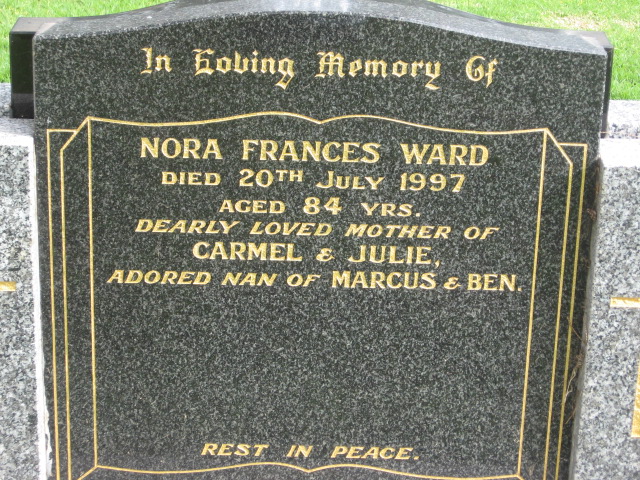 In Loving Memory Of
NORA FRANCES WARD
DIED 20TH JULY 1997
AGED 84 YRS.
DEARLY LOVED MOTHER OF
CARMEL & JULIE,
ADORED NAN OF MARCUS & BEN.
REST IN PEACE.